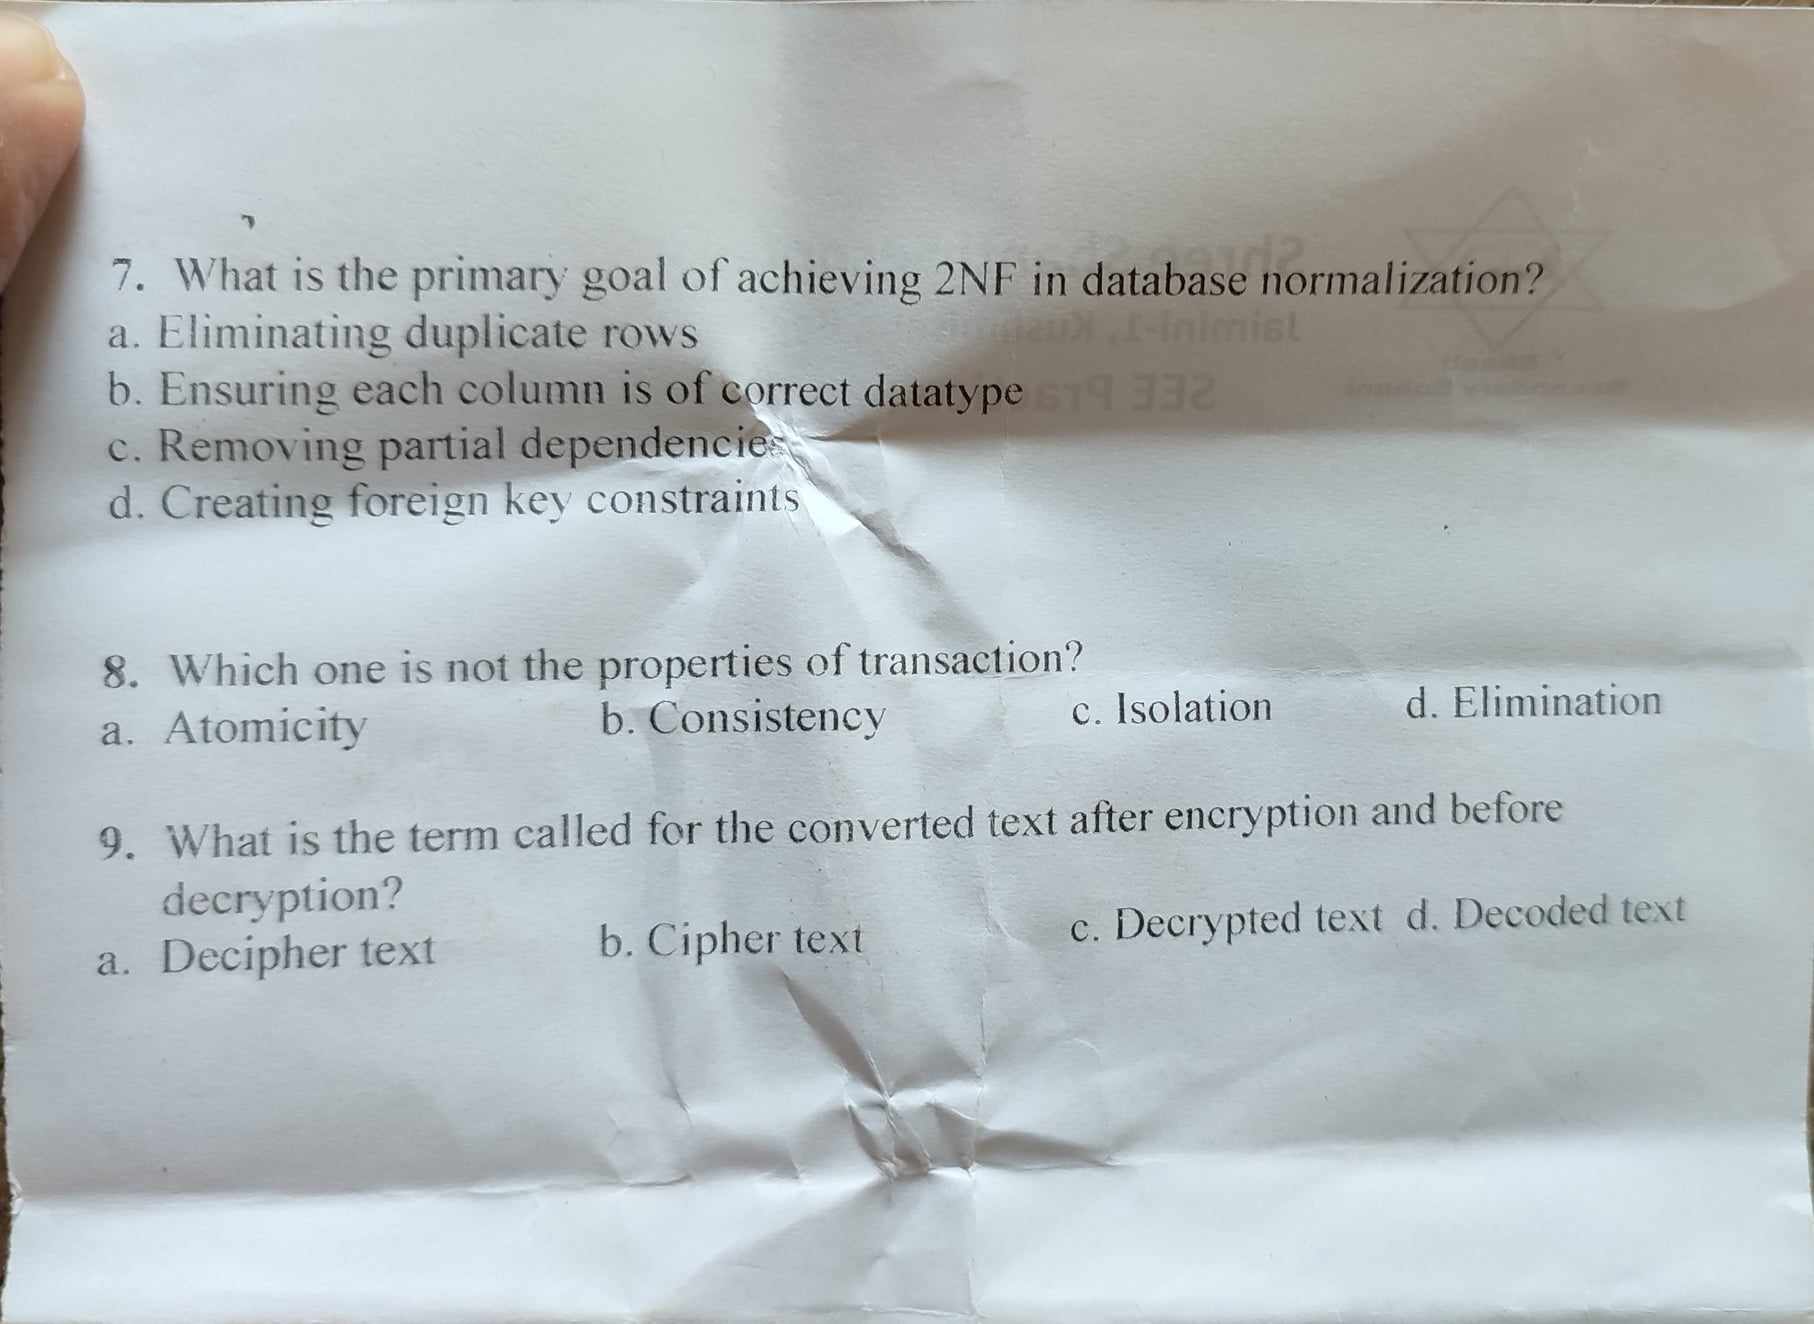 7. What is the primary goal of achieving 2NF in database normalization?
a. Eliminating duplicate rows
b. Ensuring each column is of correct datatype
c. Removing partial dependencies
d. Creating foreign key constraints
8. Which one is not the properties of transaction?
a. Atomicity b. Consistency c. Isolation d. Elimination
9. What is the term called for the converted text after encryption and before
decryption?
a. Decipher text b. Cipher text c. Decrypted text d. Decoded text